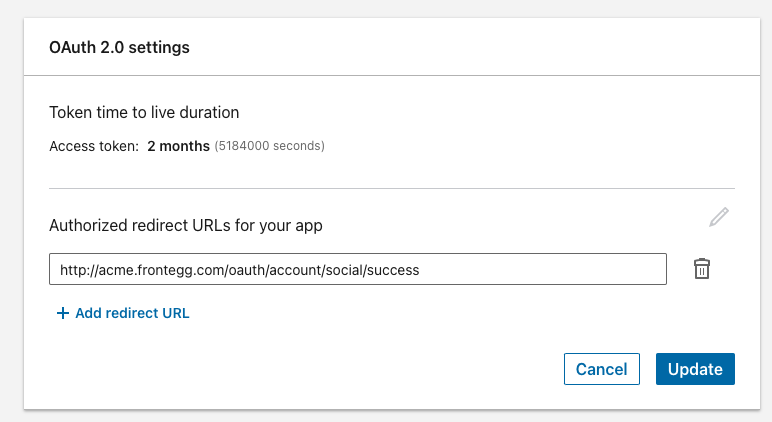 OAuth 2.0 settings
Token time to live duration
Access token: 2 months (5184000 seconds)
Authorized redirect URLs for your app
http://acme.frontegg.com/oauth/account/social/success
+ Add redirect URL
Cancel Update